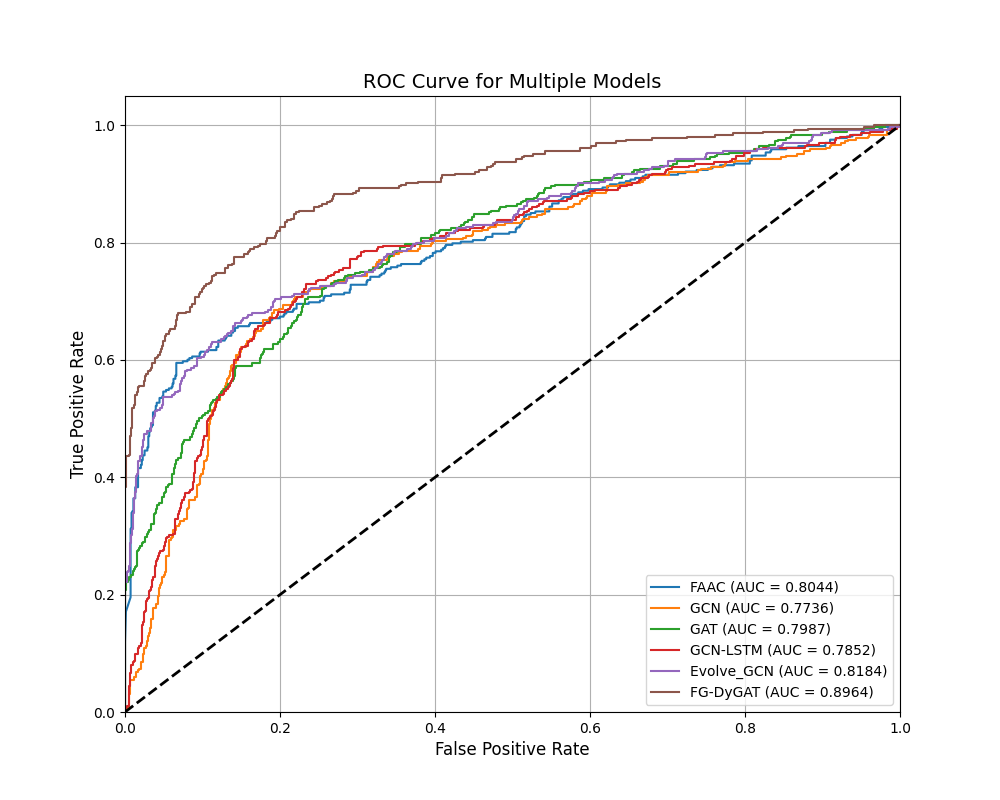 ROC Curve for Multiple Models
1.0
0.8
0.6
0.4
0.2
0.0
True Positive Rate
FAAC (AUC = 0.8044)
GCN (AUC = 0.7736)
GAT (AUC = 0.7987)
GCN-LSTM (AUC = 0.7852)
Evolve_GCN (AUC = 0.8184)
FG-DyGAT (AUC = 0.8964)
0.0 0.2 0.4 0.6 0.8 1.0
False Positive Rate